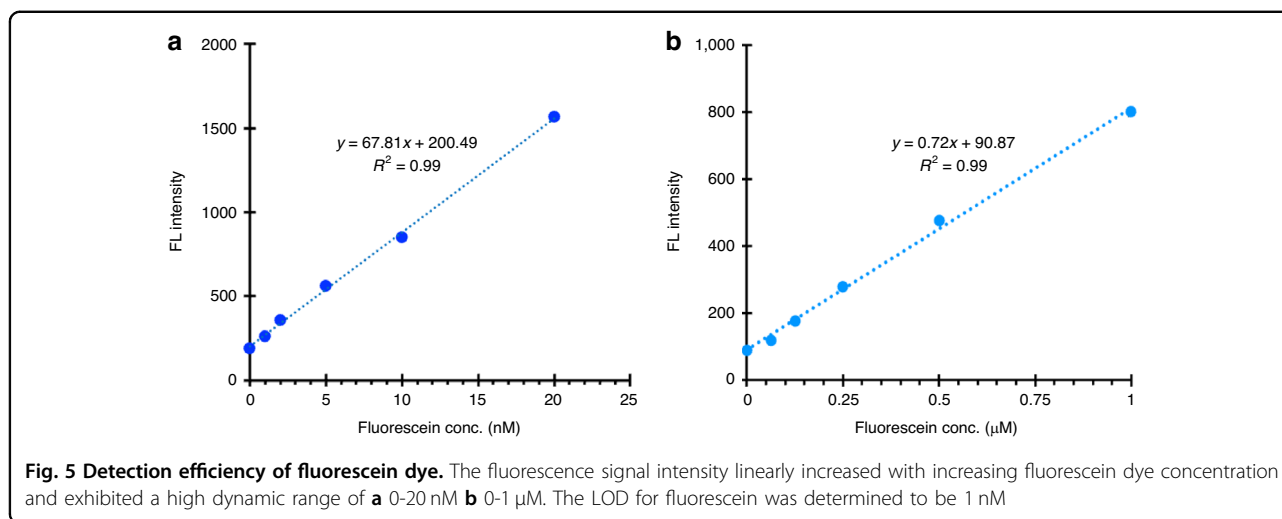 a
2000
1500
1000
500
0
FL intensity
y = 67.81x + 200.49
R² = 0.99
0 5 10 15 20 25
Fluorescein conc. (nM)
b
1,000
800
600
400
200
0
FL intensity
y = 0.72x + 90.87
R² = 0.99
0 0.25 0.5 0.75 1
Fluorescein conc. (μM)
Fig. 5 Detection efficiency of fluorescein dye. The fluorescence signal intensity linearly increased with increasing fluorescein dye concentration
and exhibited a high dynamic range of a 0-20 nM b 0-1 μM. The LOD for fluorescein was determined to be 1 nM